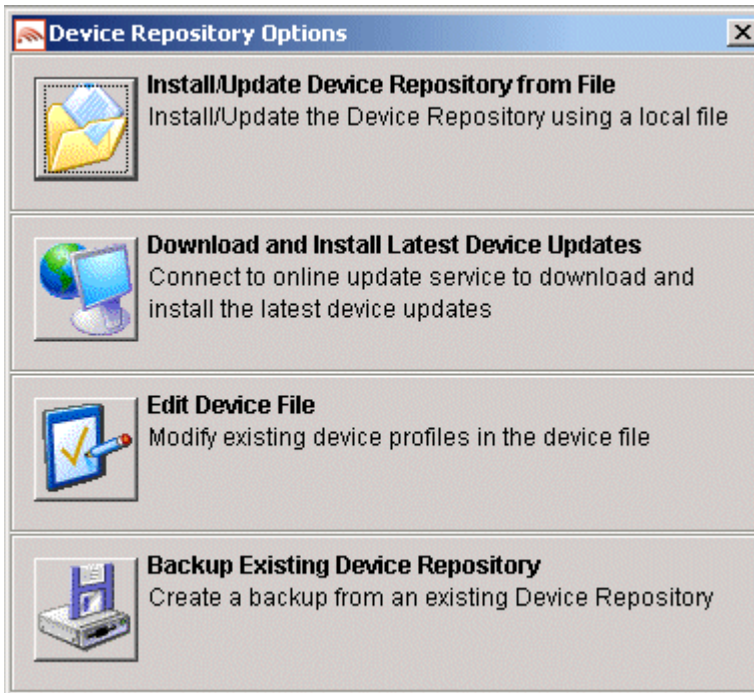 Device Repository Options
Install/Update Device Repository from File
Install/Update the Device Repository using a local file
Download and Install Latest Device Updates
Connect to online update service to download and
install the latest device updates
Edit Device File
Modify existing device profiles in the device file
Backup Existing Device Repository
Create a backup from an existing Device Repository